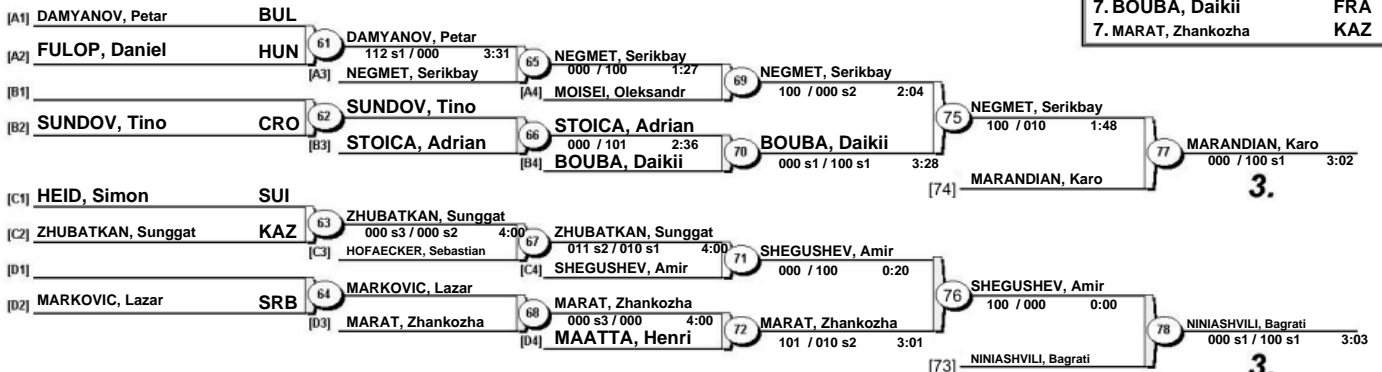 7. BOUBA, Daikii FRA
7. MARAT, Zhankozha KAZ
[A1] DAMYANOV, Petar BUL
[A2] FULOP, Daniel HUN
61
DAMYANOV, Petar
112 s1 / 000 3:31
[A3] NEGMET, Serikbay
65
NEGMET, Serikbay
000 / 100 1:27
[A4] MOISEI, Oleksandr
69
NEGMET, Serikbay
100 / 000 s2 2:04
[B1]
[B2] SUNDOV, Tino CRO
62
SUNDOV, Tino
[B3] STOICA, Adrian
66
STOICA, Adrian
000 / 101 2:36
[B4] BOUBA, Daikii
70
BOUBA, Daikii
000 s1 / 100 s1 3:28
75
NEGMET, Serikbay
100 / 010 1:48
[74] MARANDIAN, Karo
77
MARANDIAN, Karo
000 / 100 s1 3:02
3.
[C1] HEID, Simon SUI
[C2] ZHUBATKAN, Sunggat KAZ
63
ZHUBATKAN, Sunggat
000 s3 / 000 s2 4:00
[C3] HOFAECKER, Sebastian
67
ZHUBATKAN, Sunggat
011 s2 / 010 s1 4:00
[C4] SHEGUSHEV, Amir
71
SHEGUSHEV, Amir
000 / 100 0:20
[D1]
[D2] MARKOVIC, Lazar SRB
64
MARKOVIC, Lazar
[D3] MARAT, Zhankozha
68
MARAT, Zhankozha
000 s3 / 000 4:00
[D4] MAATTA, Henri
72
MARAT, Zhankozha
101 / 010 s2 3:01
76
SHEGUSHEV, Amir
100 / 000 0:00
[73] NINIASHVILI, Bagrati
78
NINIASHVILI, Bagrati
000 s1 / 100 s1 3:03
3.